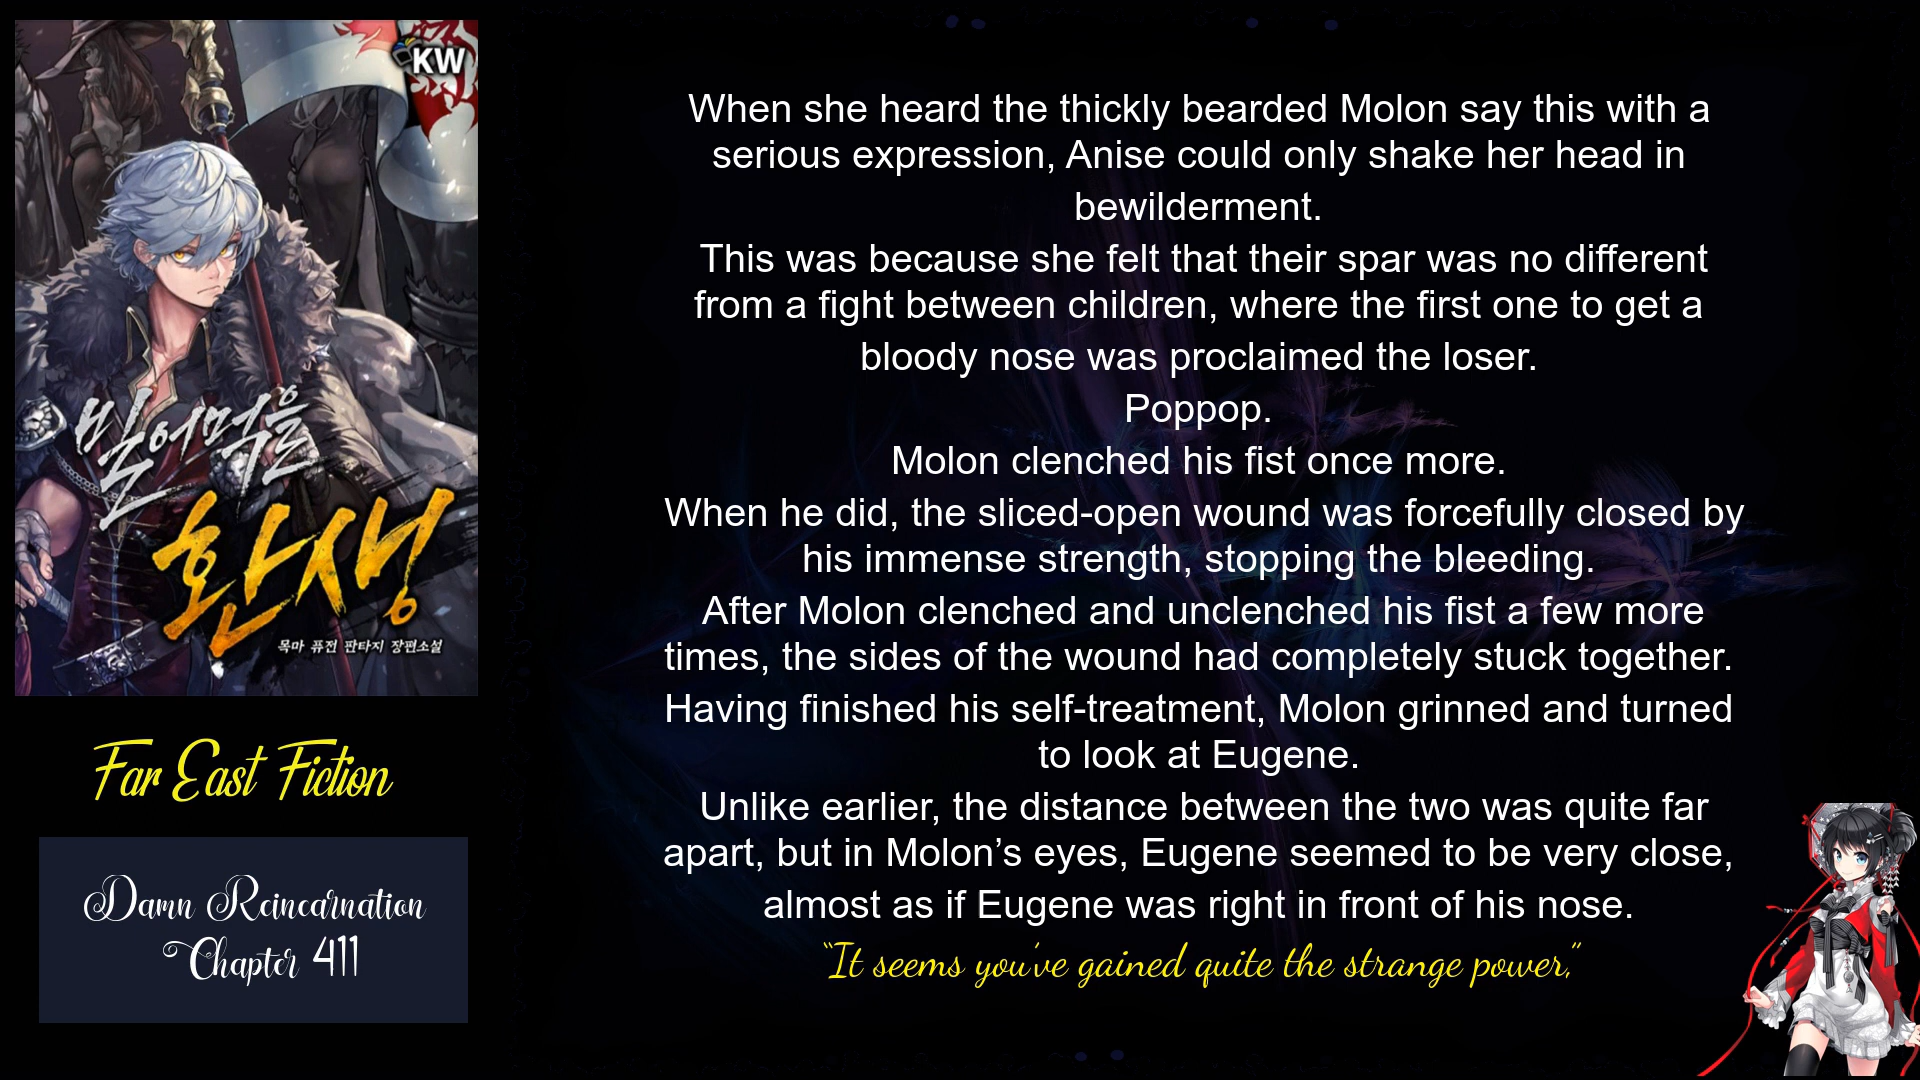 KW
빌어먹을
환생
목마 퓨전 판타지 장편소설
Far East Fiction
Damn Reincarnation
Chapter 411
When she heard the thickly bearded Molon say this with a
serious expression, Anise could only shake her head in
bewilderment.
This was because she felt that their spar was no different
from a fight between children, where the first one to get a
bloody nose was proclaimed the loser.
Poppop.
Molon clenched his fist once more.
When he did, the sliced-open wound was forcefully closed by
his immense strength, stopping the bleeding.
After Molon clenched and unclenched his fist a few more
times, the sides of the wound had completely stuck together.
Having finished his self-treatment, Molon grinned and turned
to look at Eugene.
Unlike earlier, the distance between the two was quite far
apart, but in Molon’s eyes, Eugene seemed to be very close,
almost as if Eugene was right in front of his nose.
“It seems you’ve gained quite the strange power,”